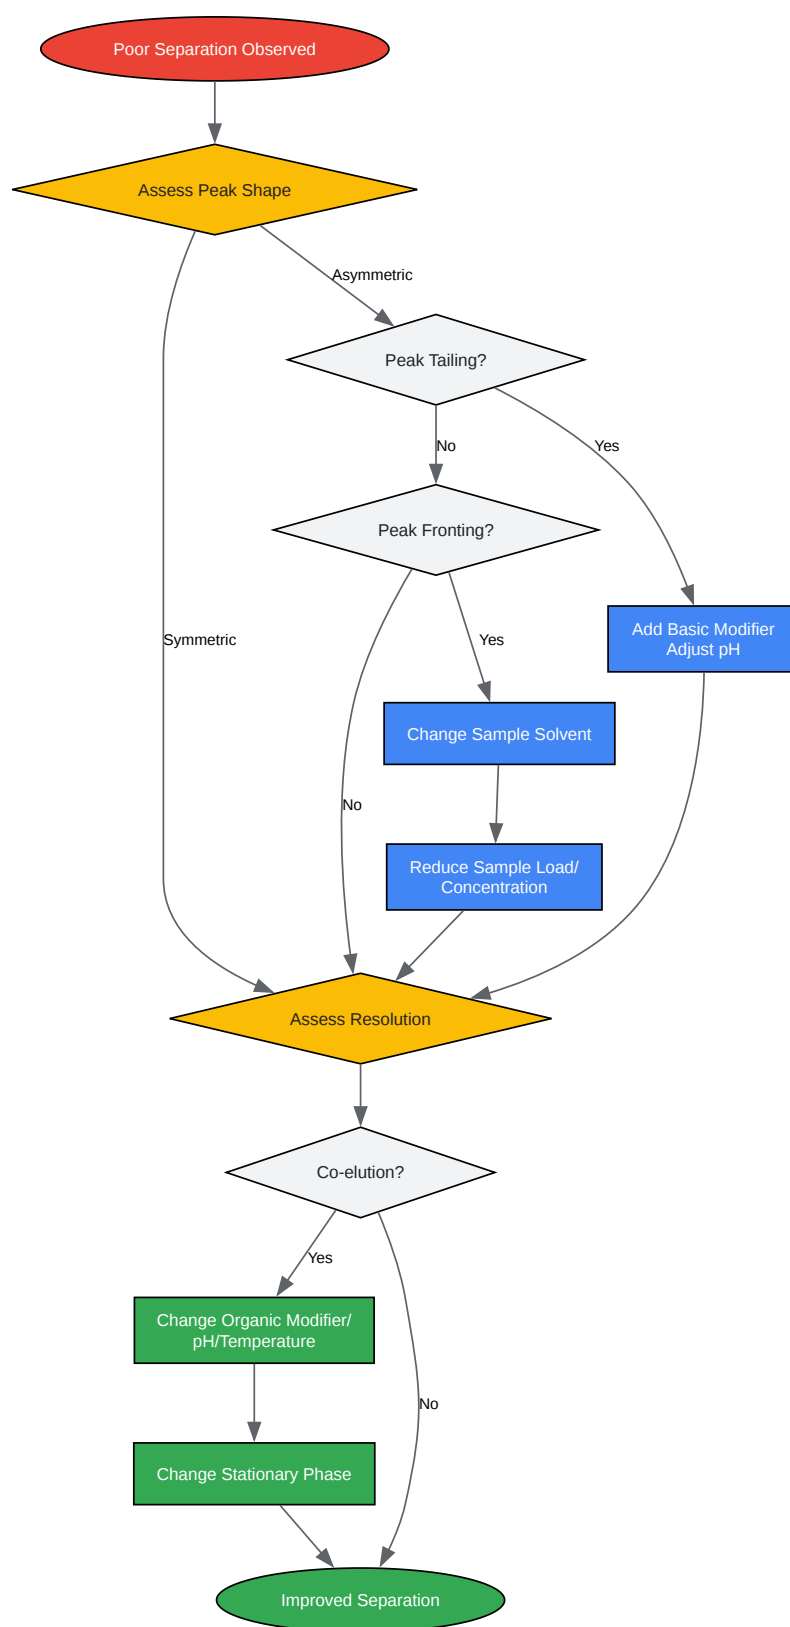 Poor Separation Observed
Assess Peak Shape
Asymmetric
Peak Tailing?
No
Yes
Peak Fronting?
Symmetric
Yes
Add Basic Modifier
Adjust pH
Change Sample Solvent
No
Reduce Sample Load/
Concentration
Assess Resolution
Co-elution?
Yes
Change Organic Modifier/
pH/Temperature
No
Change Stationary Phase
Improved Separation